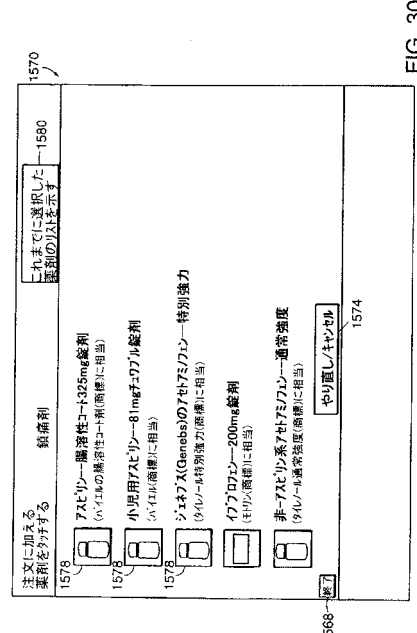 注文に加える
薬剤をタッチする
鎮痛剤
これまでに選択した
薬剤のリストを示す
1580
1570
1578
アスピリン--腸溶性コート325mg錠剤
(バイエルの腸溶性コート剤(商標)に相当)
1578
小児用アスピリン--81mgチュワブル錠剤
(バイエル(商標)に相当)
1578
ジェネブス(Genebs)のアセトアミノフェン--特別強力
(タイレノール特別強力(商標)に相当)
イブプロフェン--200mg錠剤
(モトリン(商標)に相当)
非-アスピリン系アセトアミノフェン--通常強度
(タイレノール通常強度(商標)に相当)
568
終了
やり直し/キャンセル
1574
FIG. 30